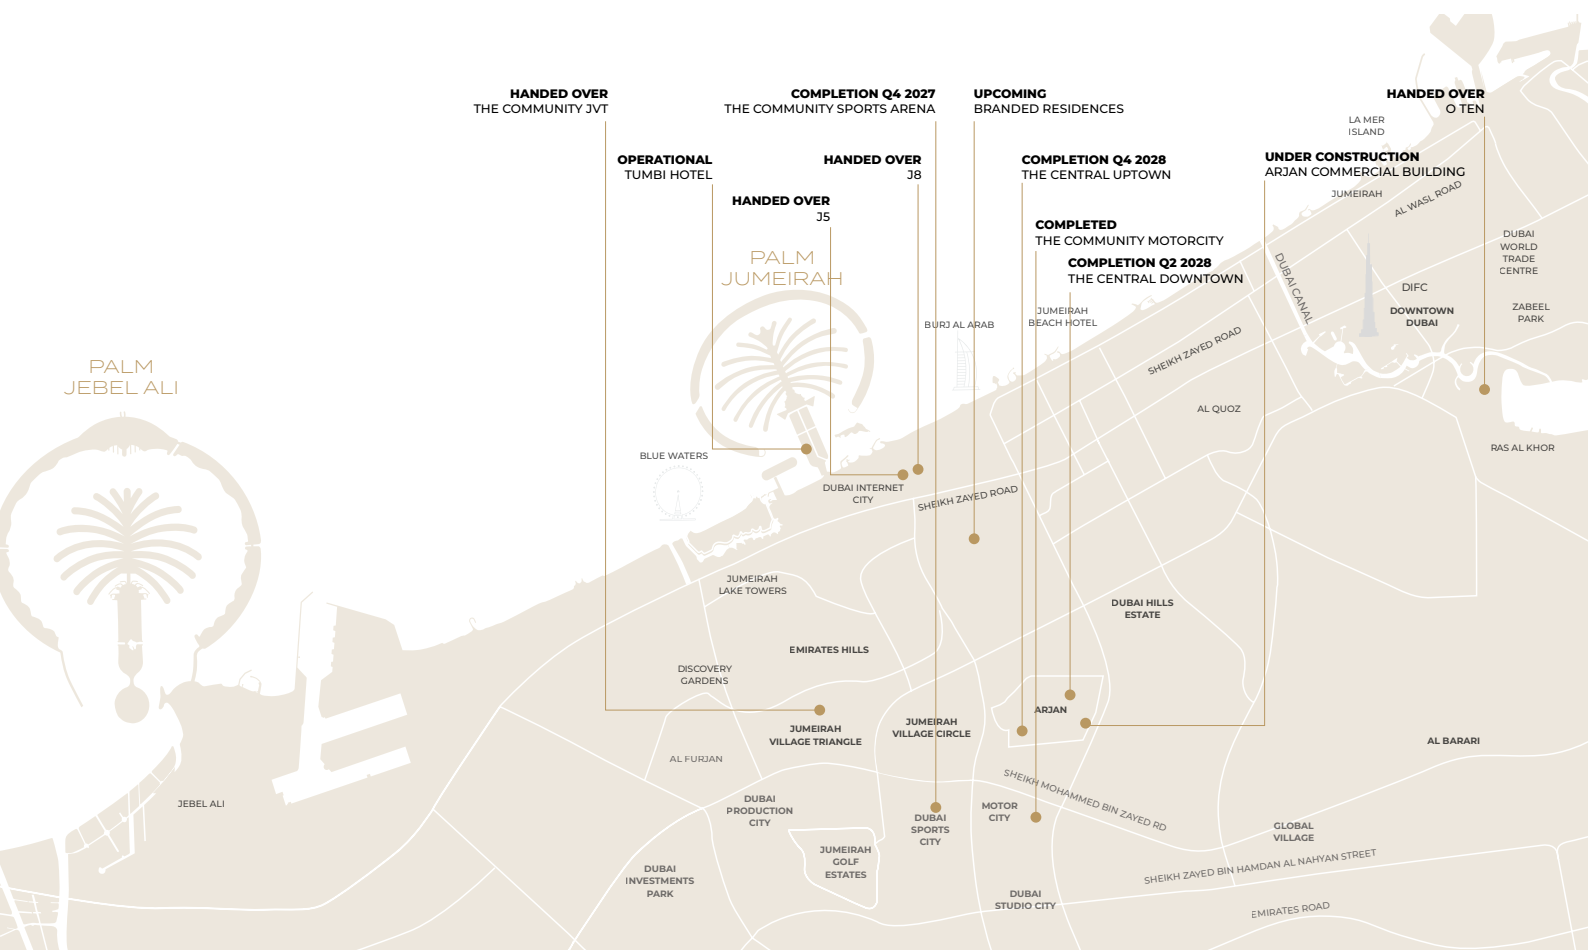 HANDED OVER
THE COMMUNITY JVT
COMPLETION Q4 2027
THE COMMUNITY SPORTS ARENA
UPCOMING
BRANDED RESIDENCES
HANDED OVER
O TEN
LA MER
ISLAND
OPERATIONAL
TUMBI HOTEL
HANDED OVER
J8
COMPLETION Q4 2028
THE CENTRAL UPTOWN
UNDER CONSTRUCTION
ARJAN COMMERCIAL BUILDING
HANDED OVER
J5
JUMEIRAH
AL WASL ROAD
COMPLETED
THE COMMUNITY MOTORCITY
COMPLETION Q2 2028
THE CENTRAL DOWNTOWN
DUBAI
WORLD
TRADE
CENTRE
PALM
JUMEIRAH
DUBAI CANAL
DIFC
DOWNTOWN
DUBAI
ZABEEL
PARK
BURJ AL ARAB
JUMEIRAH
BEACH HOTEL
SHEIKH ZAYED ROAD
PALM
JEBEL ALI
AL QUOZ
RAS AL KHOR
BLUE WATERS
DUBAI INTERNET
CITY
SHEIKH ZAYED ROAD
JUMEIRAH
LAKE TOWERS
DUBAI HILLS
ESTATE
EMIRATES HILLS
DISCOVERY
GARDENS
ARJAN
JUMEIRAH
VILLAGE TRIANGLE
JUMEIRAH
VILLAGE CIRCLE
AL BARARI
AL FURJAN
SHEIKH MOHAMMED BIN ZAYED RD
JEBEL ALI
DUBAI
PRODUCTION
CITY
DUBAI
SPORTS
CITY
MOTOR
CITY
GLOBAL
VILLAGE
JUMEIRAH
GOLF
ESTATES
SHEIKH ZAYED BIN HAMDAN AL NAHYAN STREET
DUBAI
INVESTMENTS
PARK
DUBAI
STUDIO CITY
EMIRATES ROAD